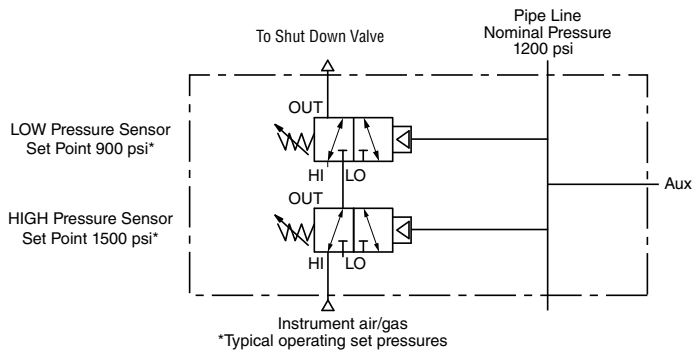 Pipe Line
Nominal Pressure
1200 psi
To Shut Down Valve
OUT
LOW Pressure Sensor
Set Point 900 psi*
HI LO
Aux
OUT
HIGH Pressure Sensor
Set Point 1500 psi*
HI LO
Instrument air/gas
*Typical operating set pressures